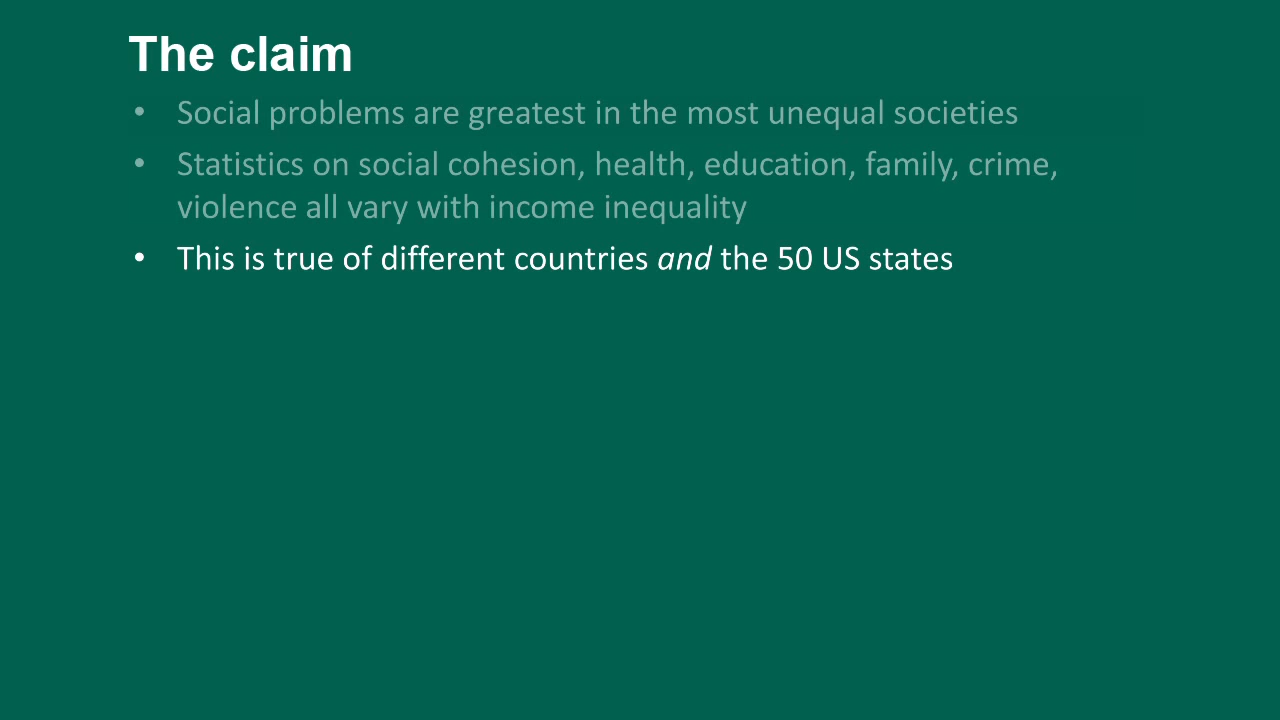 The claim
• Social problems are greatest in the most unequal societies
• Statistics on social cohesion, health, education, family, crime,
violence all vary with income inequality
• This is true of different countries and the 50 US states